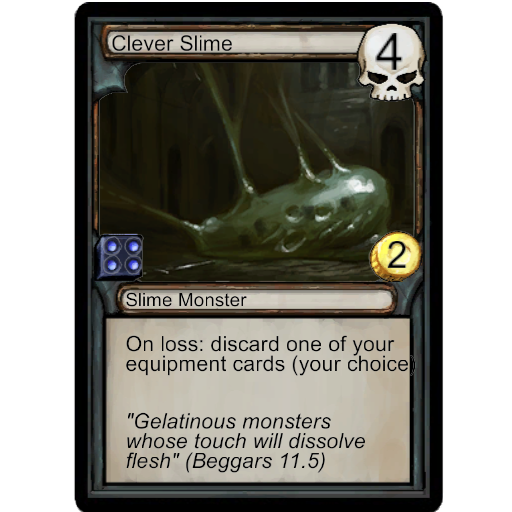 Clever Slime
4
2
Slime Monster
On loss: discard one of your
equipment cards (your choice)
"Gelatinous monsters
whose touch will dissolve
flesh" (Beggars 11.5)